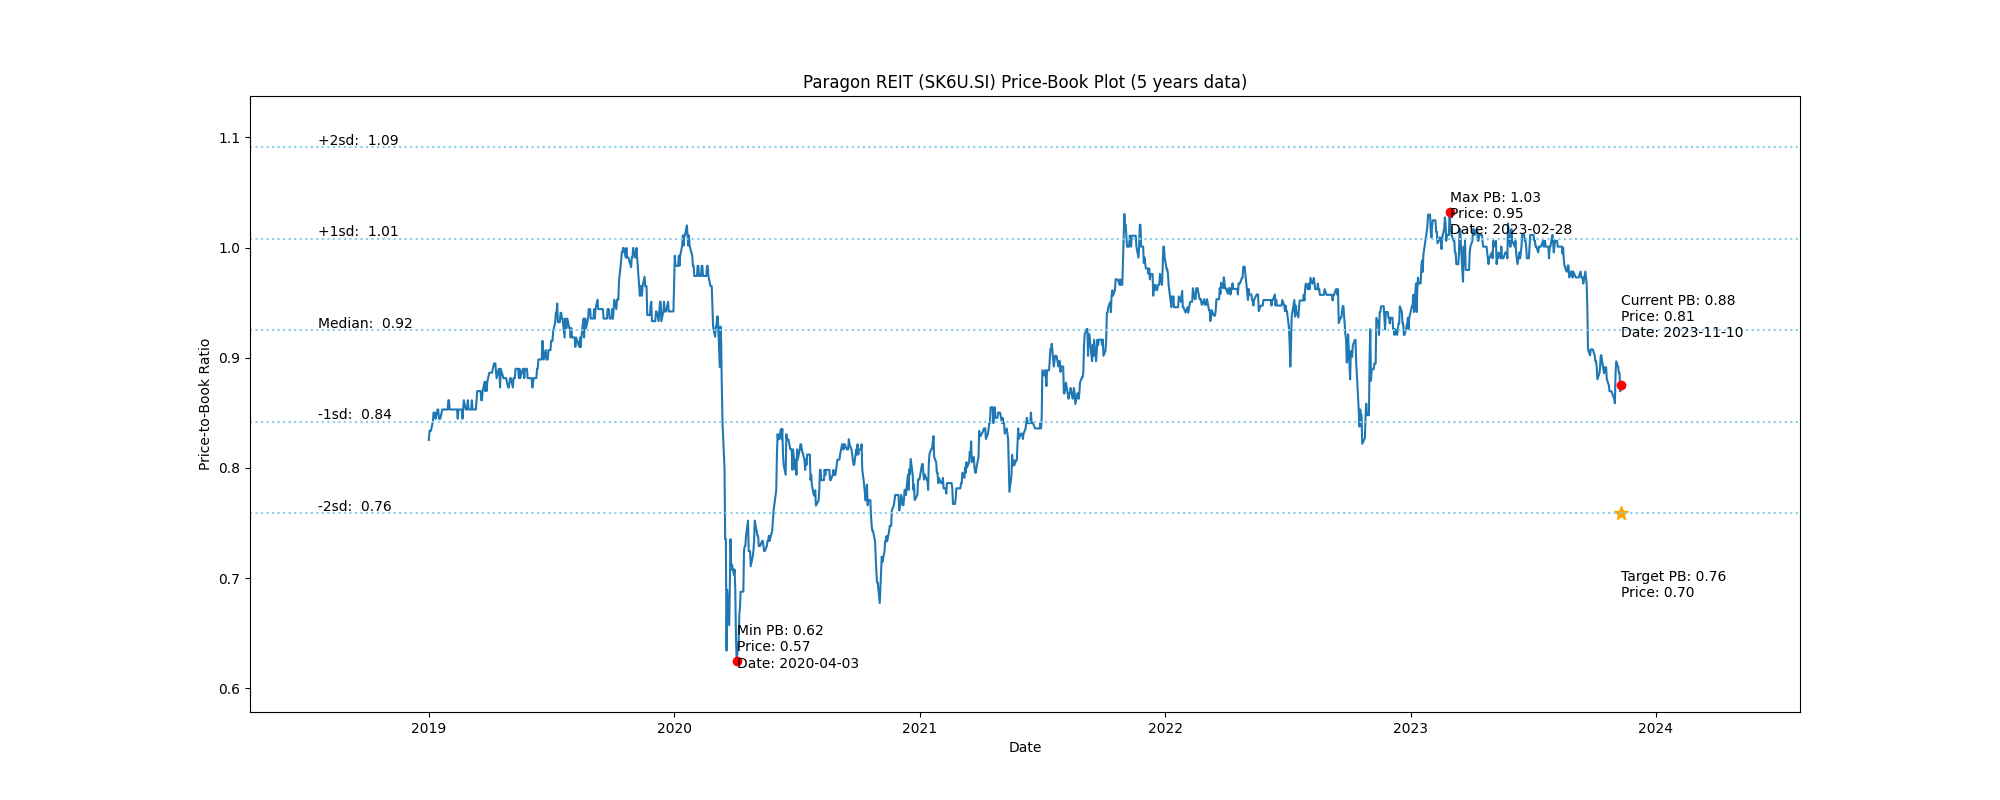 Paragon REIT (SK6U.SI) Price-Book Plot (5 years data)
1.1
1.0
0.9
0.8
0.7
0.6
Price-to-Book Ratio
+2sd: 1.09
+1sd: 1.01
Median: 0.92
-1sd: 0.84
-2sd: 0.76
Max PB: 1.03
Price: 0.95
Date: 2023-02-28
Current PB: 0.88
Price: 0.81
Date: 2023-11-10
Target PB: 0.76
Price: 0.70
Min PB: 0.62
Price: 0.57
Date: 2020-04-03
2019 2020 2021 2022 2023 2024
Date